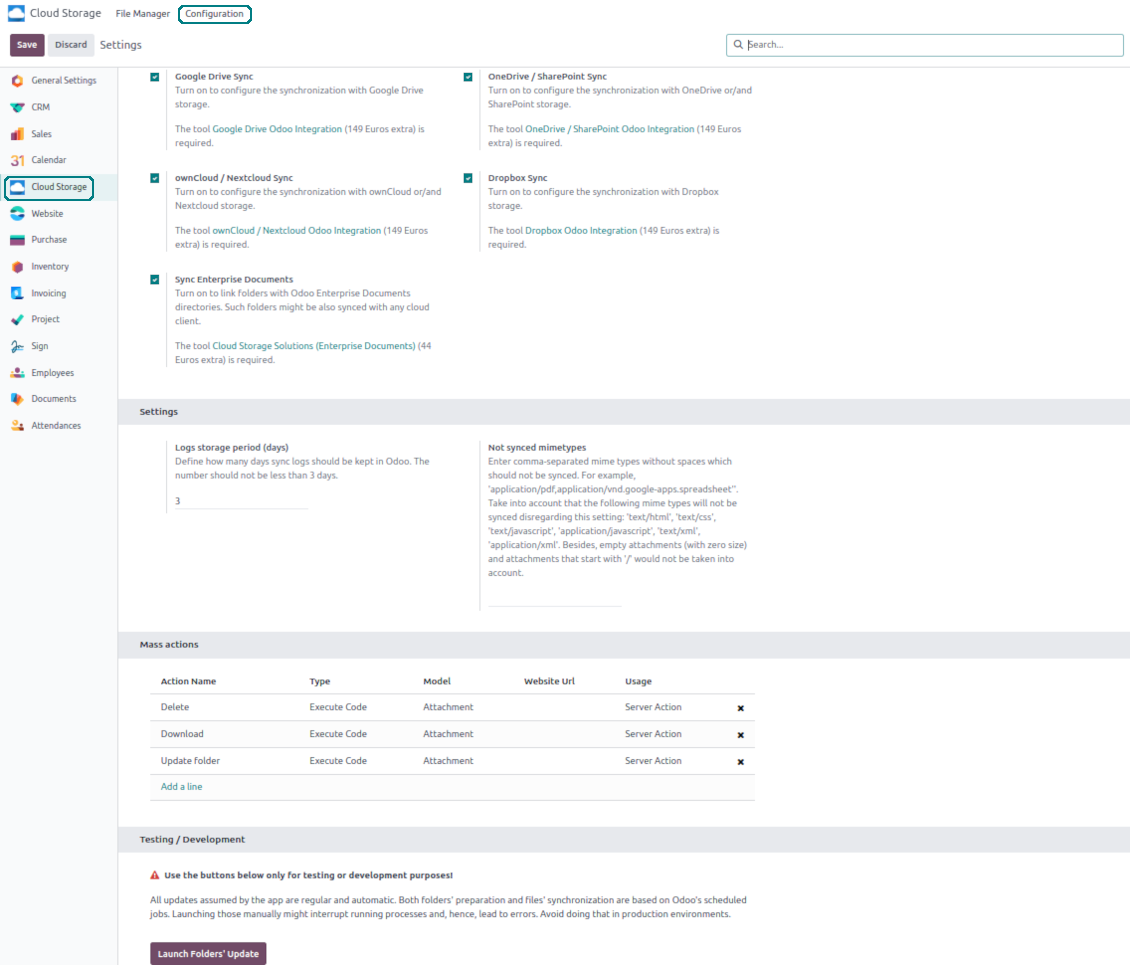 Cloud Storage File Manager Configuration
Save Discard Settings
Search...
General Settings
CRM
Sales
31 Calendar
Cloud Storage
Website
Purchase
Inventory
Invoicing
Project
Sign
Employees
Documents
Attendances
Google Drive Sync
Turn on to configure the synchronization with Google Drive
storage.
The tool Google Drive Odoo Integration (149 Euros extra) is
required.
OneDrive / SharePoint Sync
Turn on to configure the synchronization with OneDrive or/and
SharePoint storage.
The tool OneDrive / SharePoint Odoo Integration (149 Euros
extra) is required.
ownCloud / Nextcloud Sync
Turn on to configure the synchronization with ownCloud or/and
Nextcloud storage.
The tool ownCloud / Nextcloud Odoo Integration (149 Euros
extra) is required.
Dropbox Sync
Turn on to configure the synchronization with Dropbox
storage.
The tool Dropbox Odoo Integration (149 Euros extra) is
required.
Sync Enterprise Documents
Turn on to link folders with Odoo Enterprise Documents
directories. Such folders might be also synced with any cloud
client.
The tool Cloud Storage Solutions (Enterprise Documents) (44
Euros extra) is required.
Settings
Logs storage period (days)
Define how many days sync logs should be kept in Odoo. The
number should not be less than 3 days.
3
Not synced mimetypes
Enter comma-separated mime types without spaces which
should not be synced. For example,
'application/pdf,application/vnd.google-apps.spreadsheet''.
Take into account that the following mime types will not be
synced disregarding this setting: 'text/html', 'text/css',
'text/javascript', 'application/javascript', 'text/xml',
'application/xml'. Besides, empty attachments (with zero size)
and attachments that start with '/' would not be taken into
account.
Mass actions
Action Name Type Model Website Url Usage
Delete Execute Code Attachment Server Action
Download Execute Code Attachment Server Action
Update folder Execute Code Attachment Server Action
Add a line
Testing / Development
Use the buttons below only for testing or development purposes!
All updates assumed by the app are regular and automatic. Both folders' preparation and files' synchronization are based on Odoo's scheduled
jobs. Launching those manually might interrupt running processes and, hence, lead to errors. Avoid doing that in production environments.
Launch Folders' Update